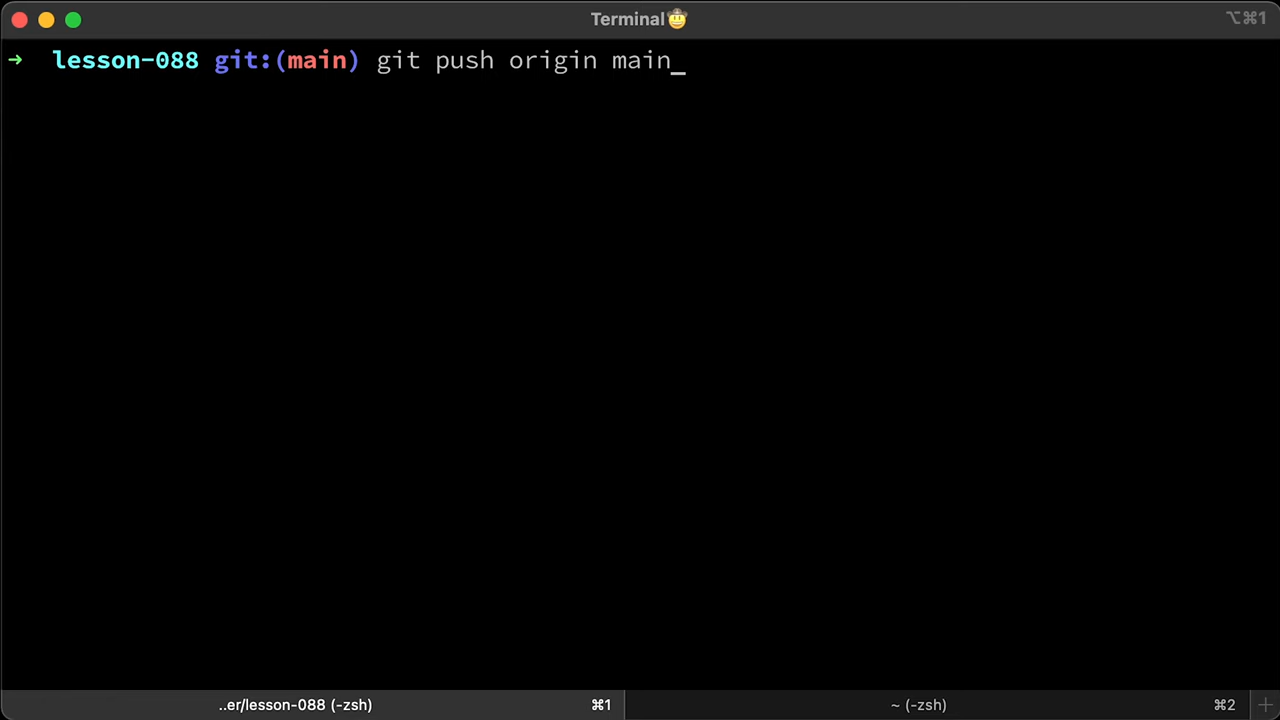 Terminal🤠
⌥⌘1
➜ lesson-088 git:(main) git push origin main_
..er/lesson-088 (-zsh)
⌘1
~ (-zsh)
⌘2